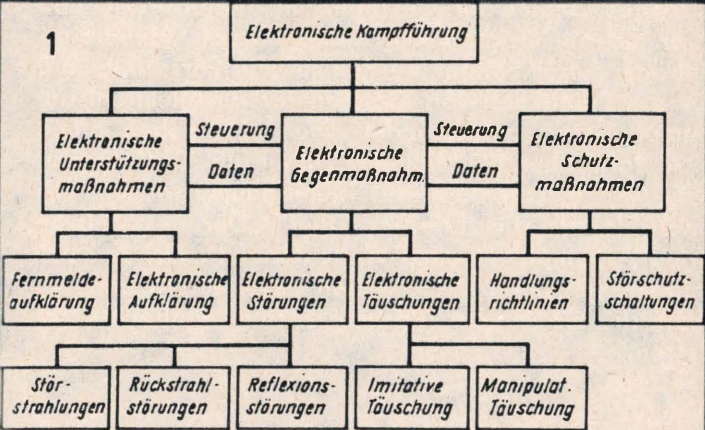 1
Elektronische Kampfführung
Elektronische
Unterstützungs-
maßnahmen
Steuerung
Daten
Elektronische
Gegenmaßnahm.
Steuerung
Daten
Elektronische
Schutz-
maßnahmen
Fernmelde-
aufklärung
Elektronische
Aufklärung
Elektronische
Störungen
Elektronische
Täuschungen
Handlungs-
richtlinien
Störschutz-
schaltungen
Stör-
strahlungen
Rückstrahl-
störungen
Reflexions-
störungen
Imitative
Täuschung
Manipulat.
Täuschung